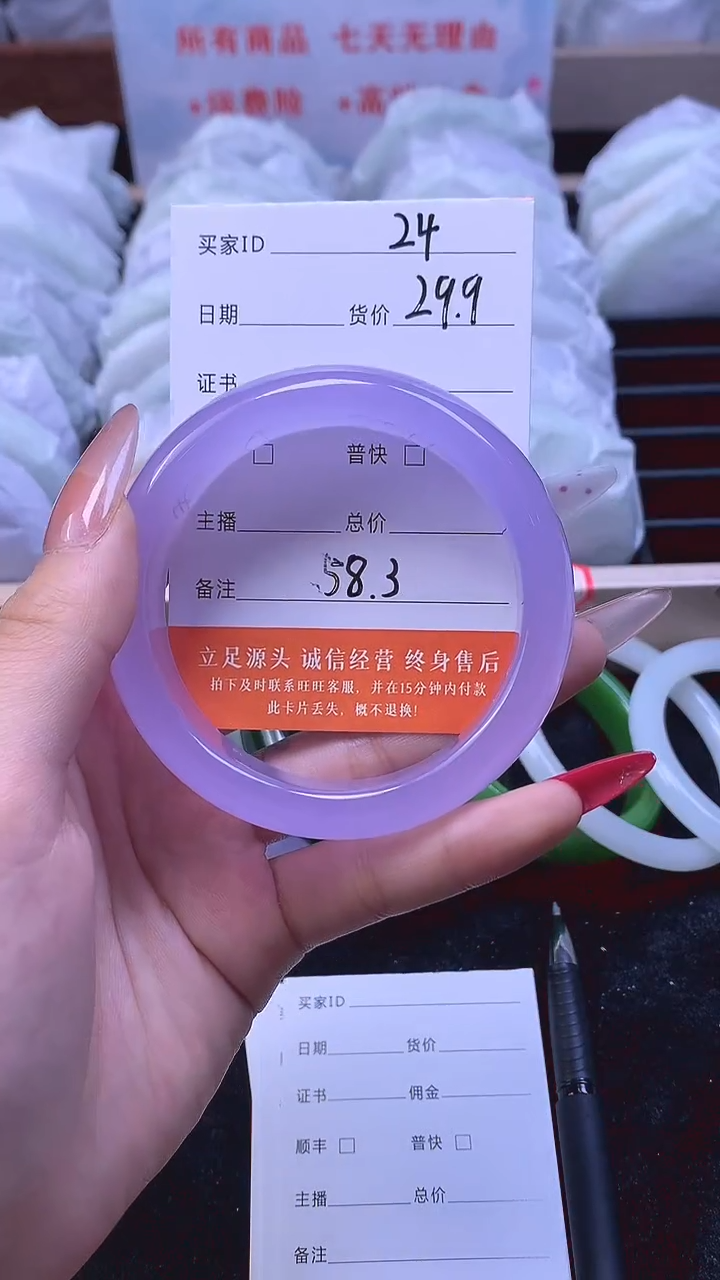 所有商品 七天无理由
•运费险 •高
买家ID 24
日期 货价 29.9
证书
□ 普快 □
主播 总价
备注 58.3
立足源头 诚信经营 终身售后
拍下及时联系旺旺客服，并在15分钟内付款
此卡片丢失，概不退换！
买家ID
日期 货价
证书 佣金
顺丰 □ 普快 □
主播 总价
备注